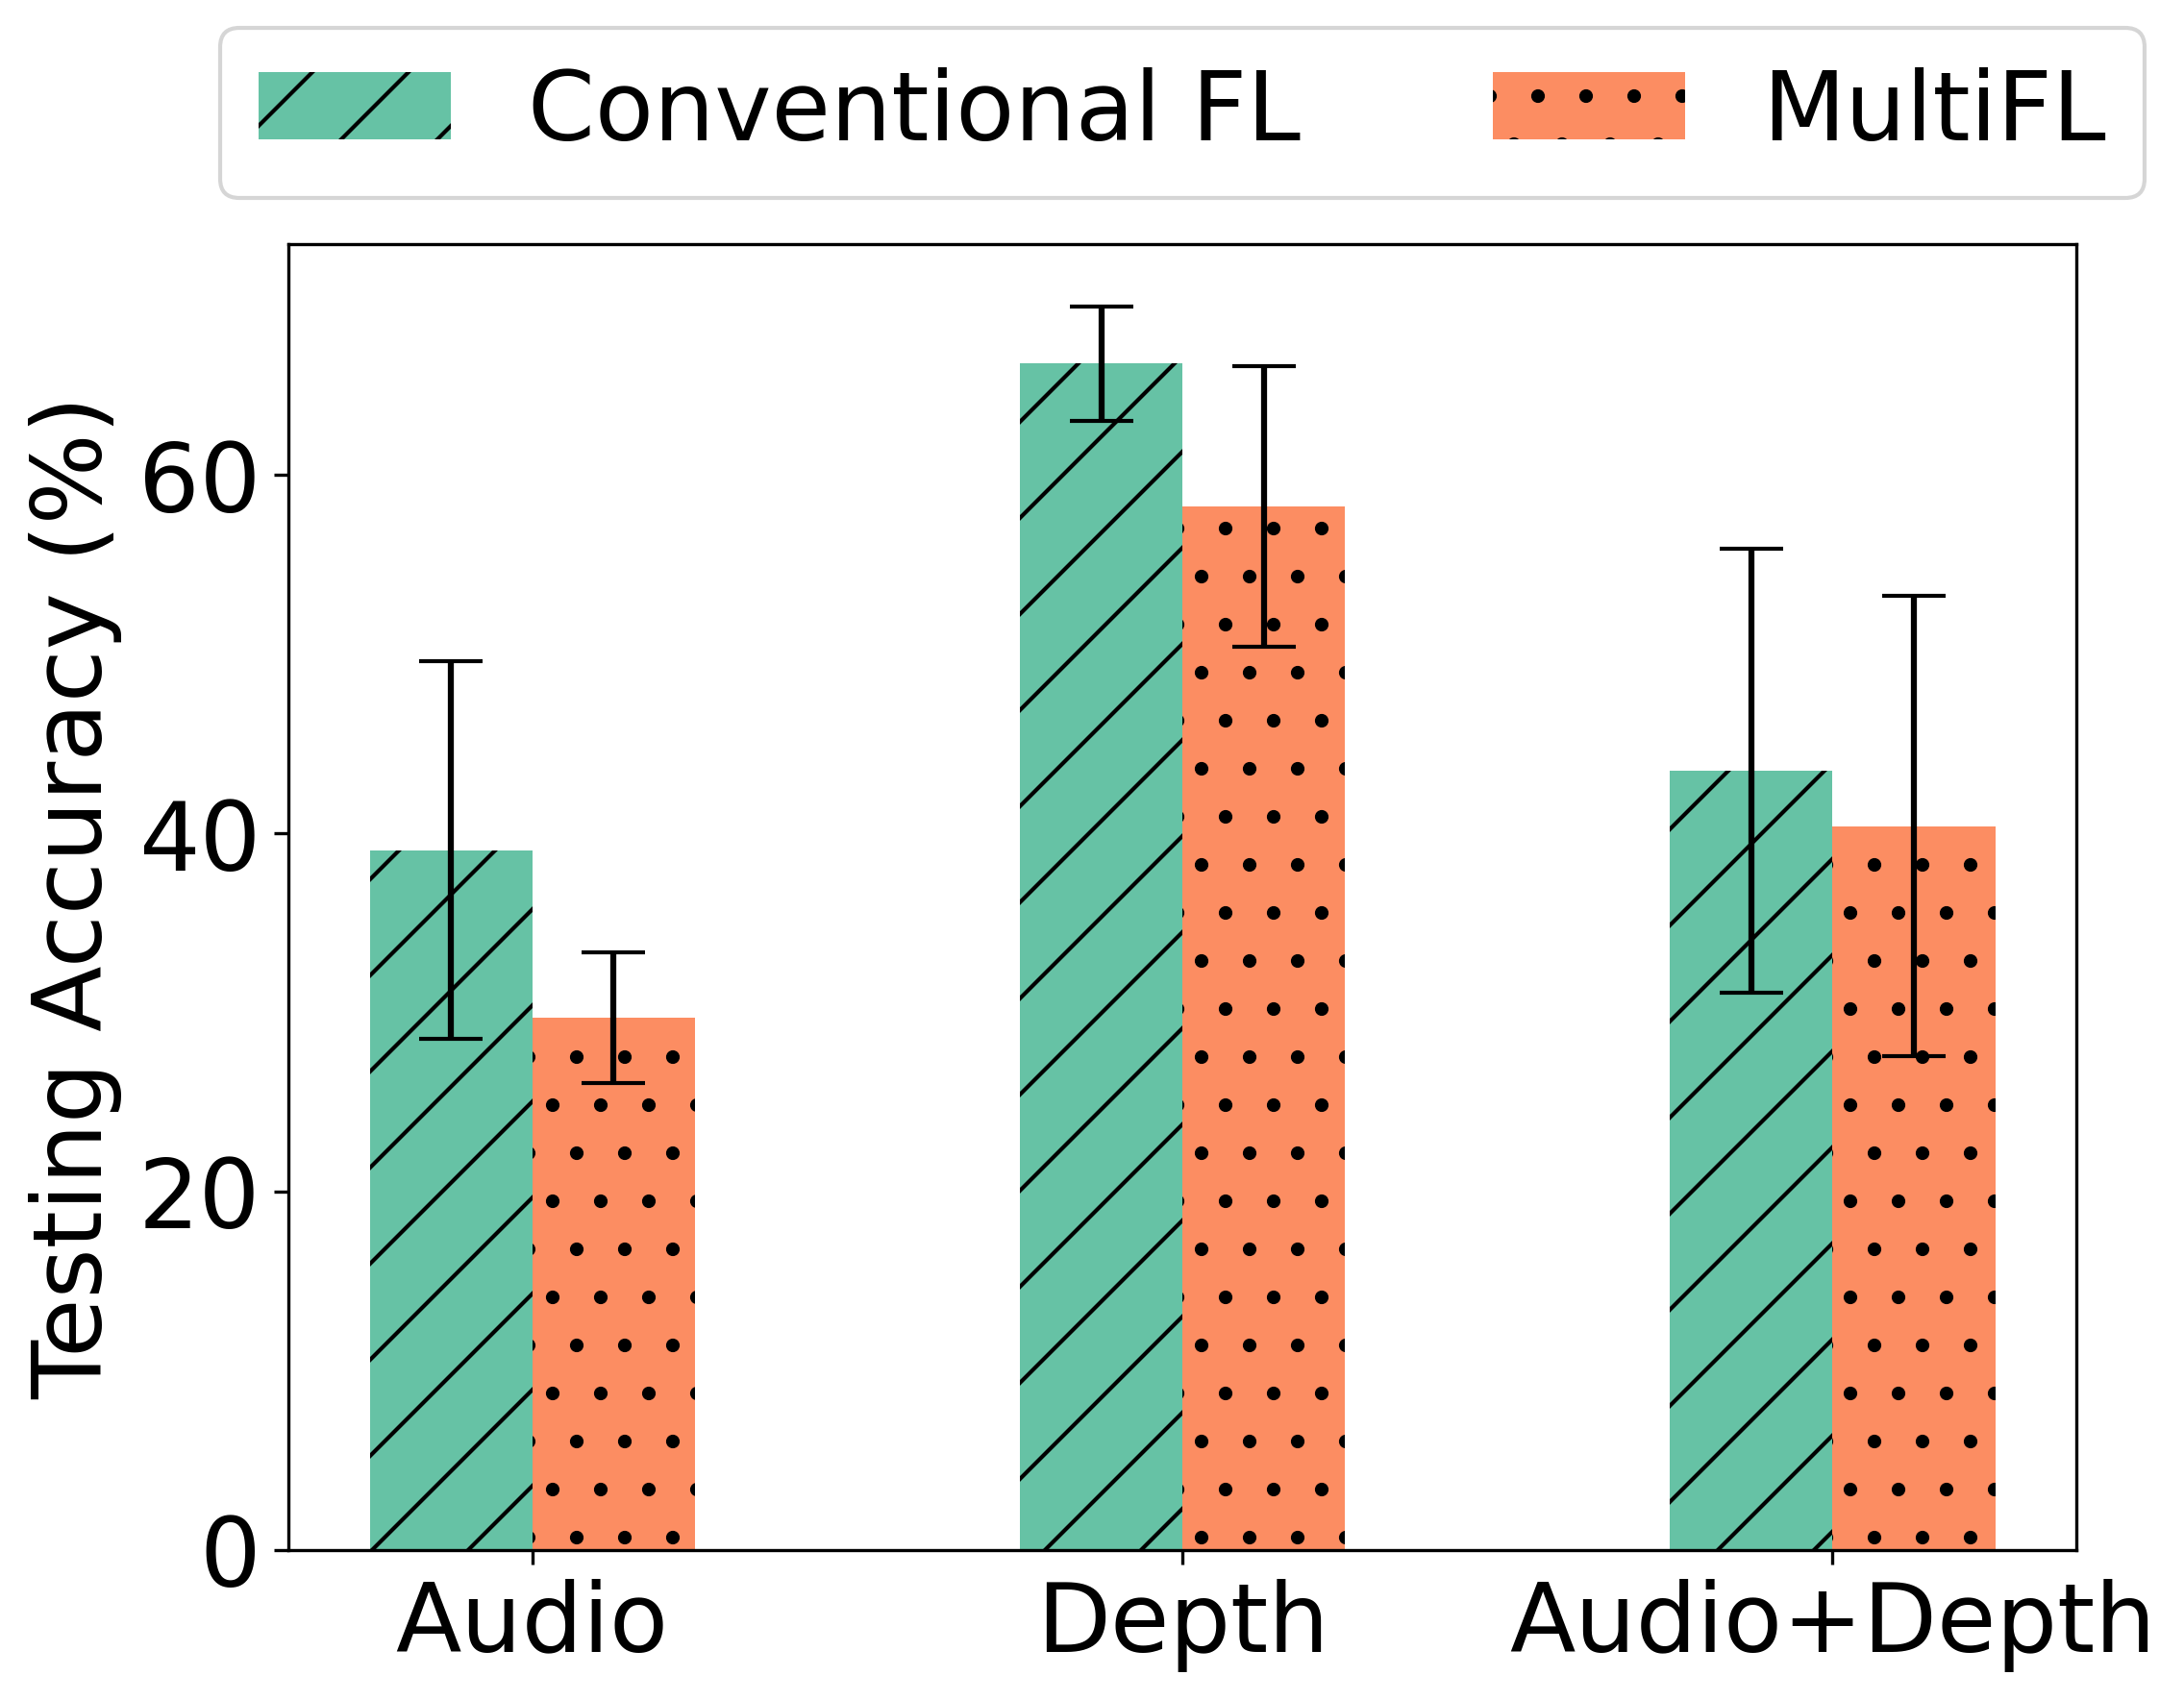 Conventional FL MultiFL
Testing Accuracy (%)
60
40
20
0
Audio Depth Audio+Depth